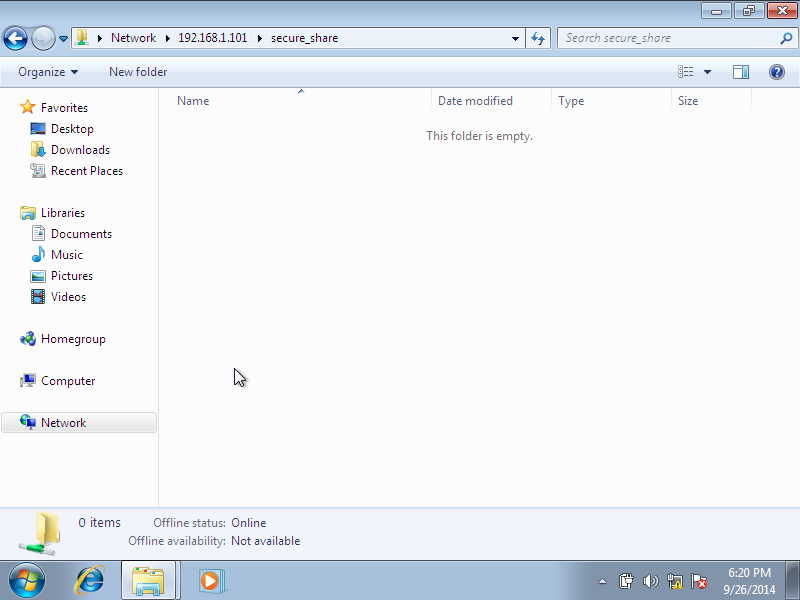 Network 192.168.1.101 secure_share
Search secure_share
Organize New folder
Favorites
Desktop
Downloads
Recent Places
Libraries
Documents
Music
Pictures
Videos
Homegroup
Computer
Network
Name Date modified Type Size
This folder is empty.
0 items Offline status: Online
Offline availability: Not available
6:20 PM
9/26/2014